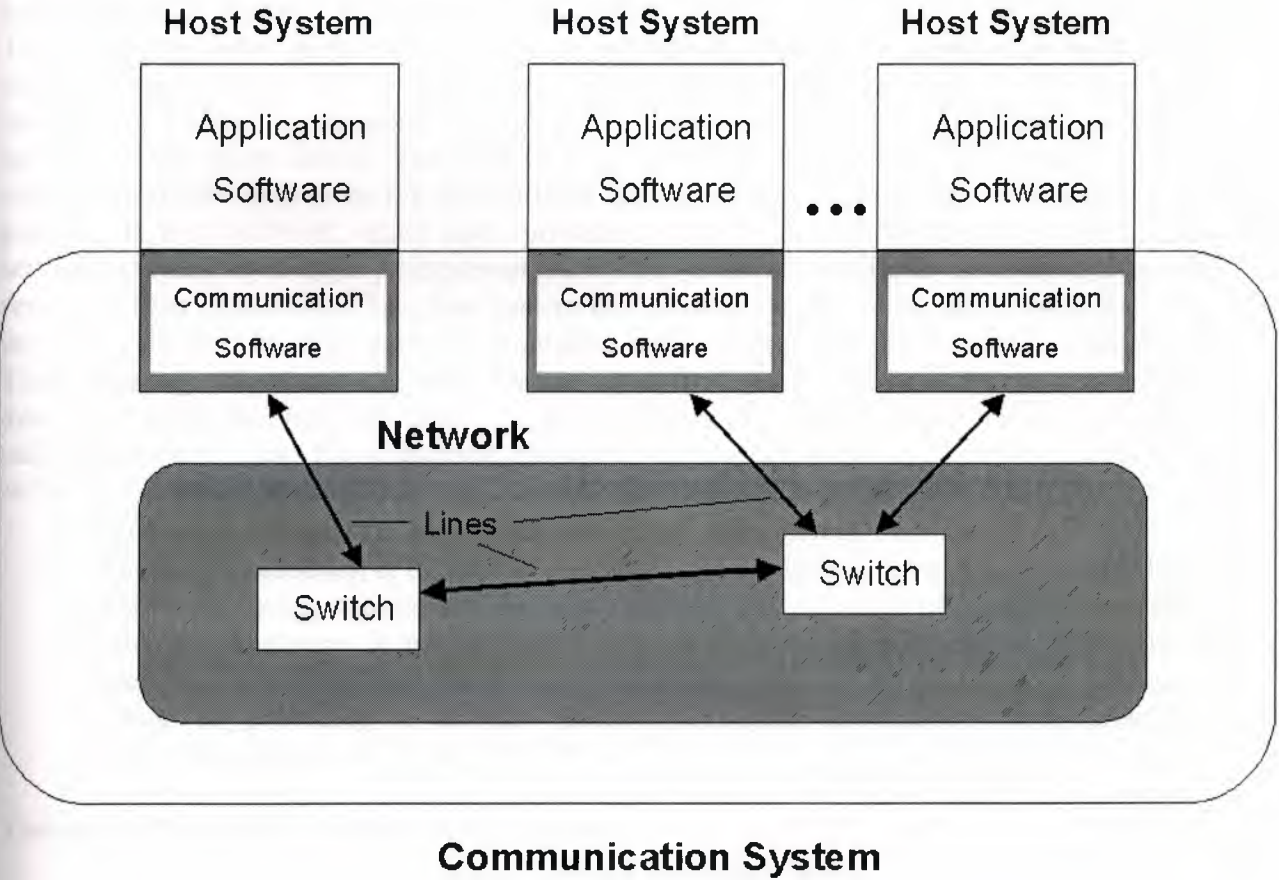 Host System
Host System
Host System
Application
Software
Application
Software
Application
Software
Communication
Software
Communication
Software
Communication
Software
Network
Lines
Switch
Switch
Communication System